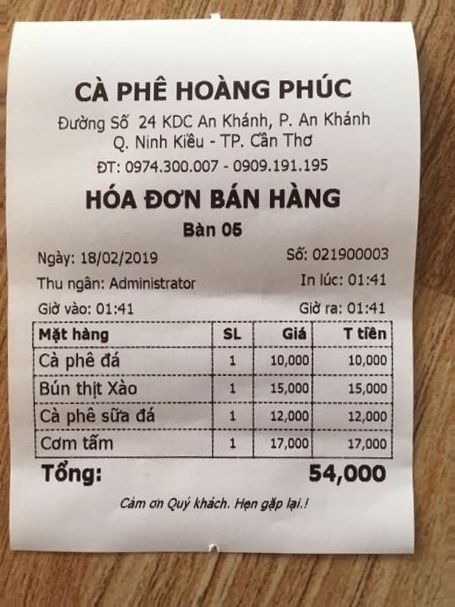 CÀ PHÊ HOÀNG PHÚC
Đường Số 24 KDC An Khánh, P. An Khánh
Q. Ninh Kiều - TP. Cần Thơ
ĐT: 0974.300.007 - 0909.191.195
HÓA ĐƠN BÁN HÀNG
Bàn 05
Ngày: 18/02/2019 Số: 021900003
Thu ngân: Administrator In lúc: 01:41
Giờ vào: 01:41 Giờ ra: 01:41
Mặt hàng SL Giá T tiền
Cà phê đá 1 10,000 10,000
Bún thịt Xào 1 15,000 15,000
Cà phê sữa đá 1 12,000 12,000
Cơm tấm 1 17,000 17,000
Tổng: 54,000
Cảm ơn Quý khách. Hẹn gặp lại.!